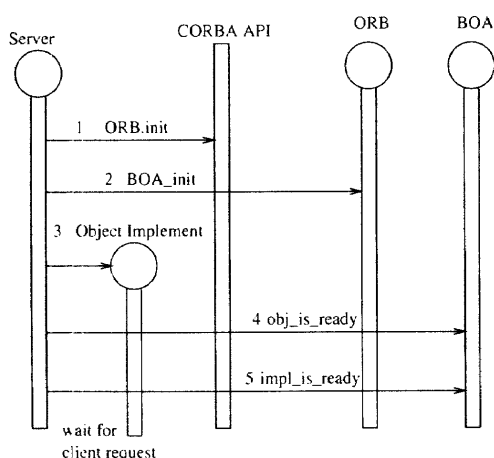 Server
CORBA API
ORB
BOA
1 ORB.init
2 BOA_init
3 Object Implement
4 obj_is_ready
5 impl_is_ready
wait for
client request